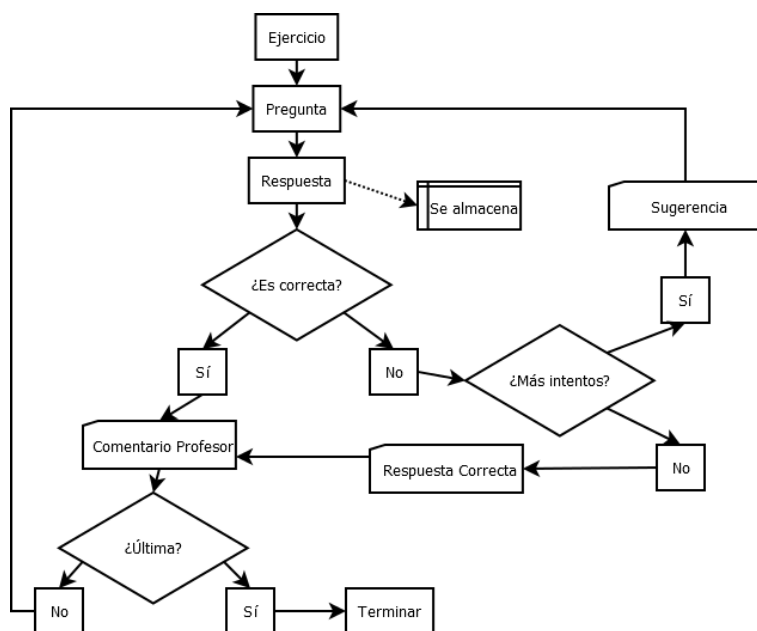 Ejercicio
Pregunta
Respuesta
Se almacena
Sugerencia
¿Es correcta?
Sí
Sí
No
¿Más intentos?
Comentario Profesor
Respuesta Correcta
No
¿Última?
No
Sí
Terminar